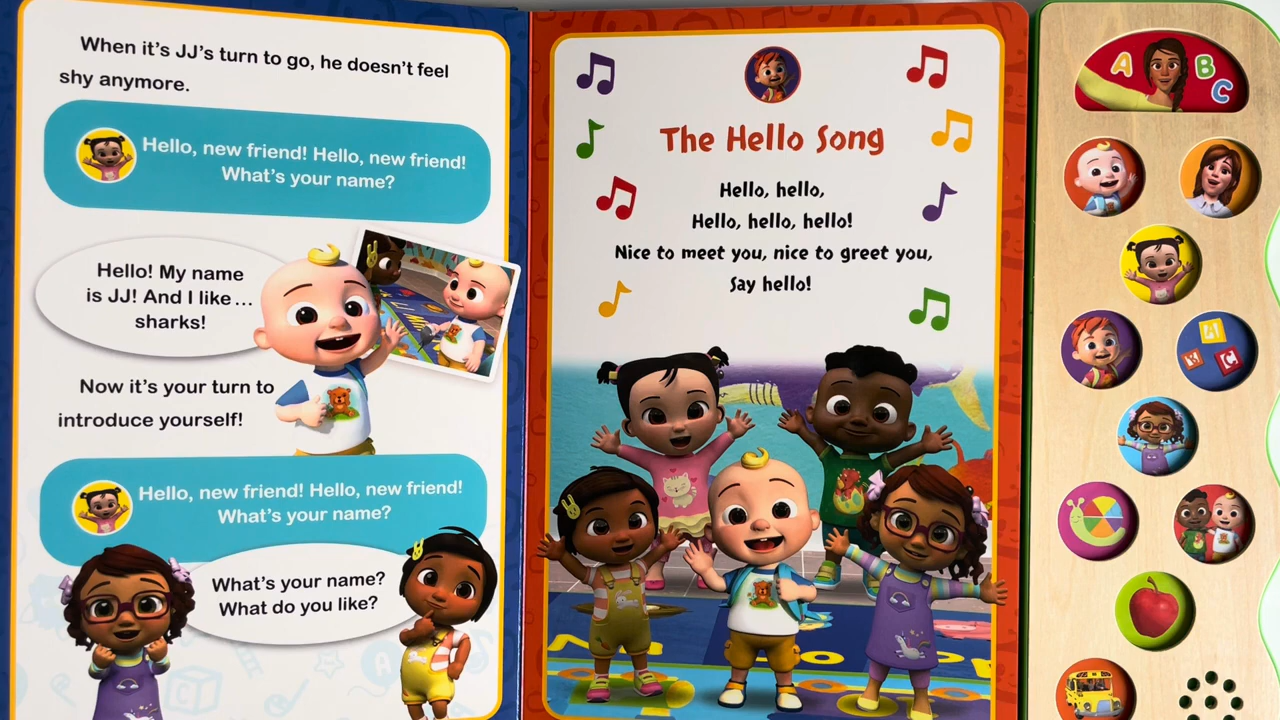 When it's JJ's turn to go, he doesn't feel
shy anymore.
Hello, new friend! Hello, new friend!
What's your name?
Hello! My name
is JJ! And I like...
sharks!
Now it's your turn to
introduce yourself!
Hello, new friend! Hello, new friend!
What's your name?
What's your name?
What do you like?
The Hello Song
Hello, hello,
Hello, hello, hello!
Nice to meet you, nice to greet you,
Say hello!
A B
C
A
B C